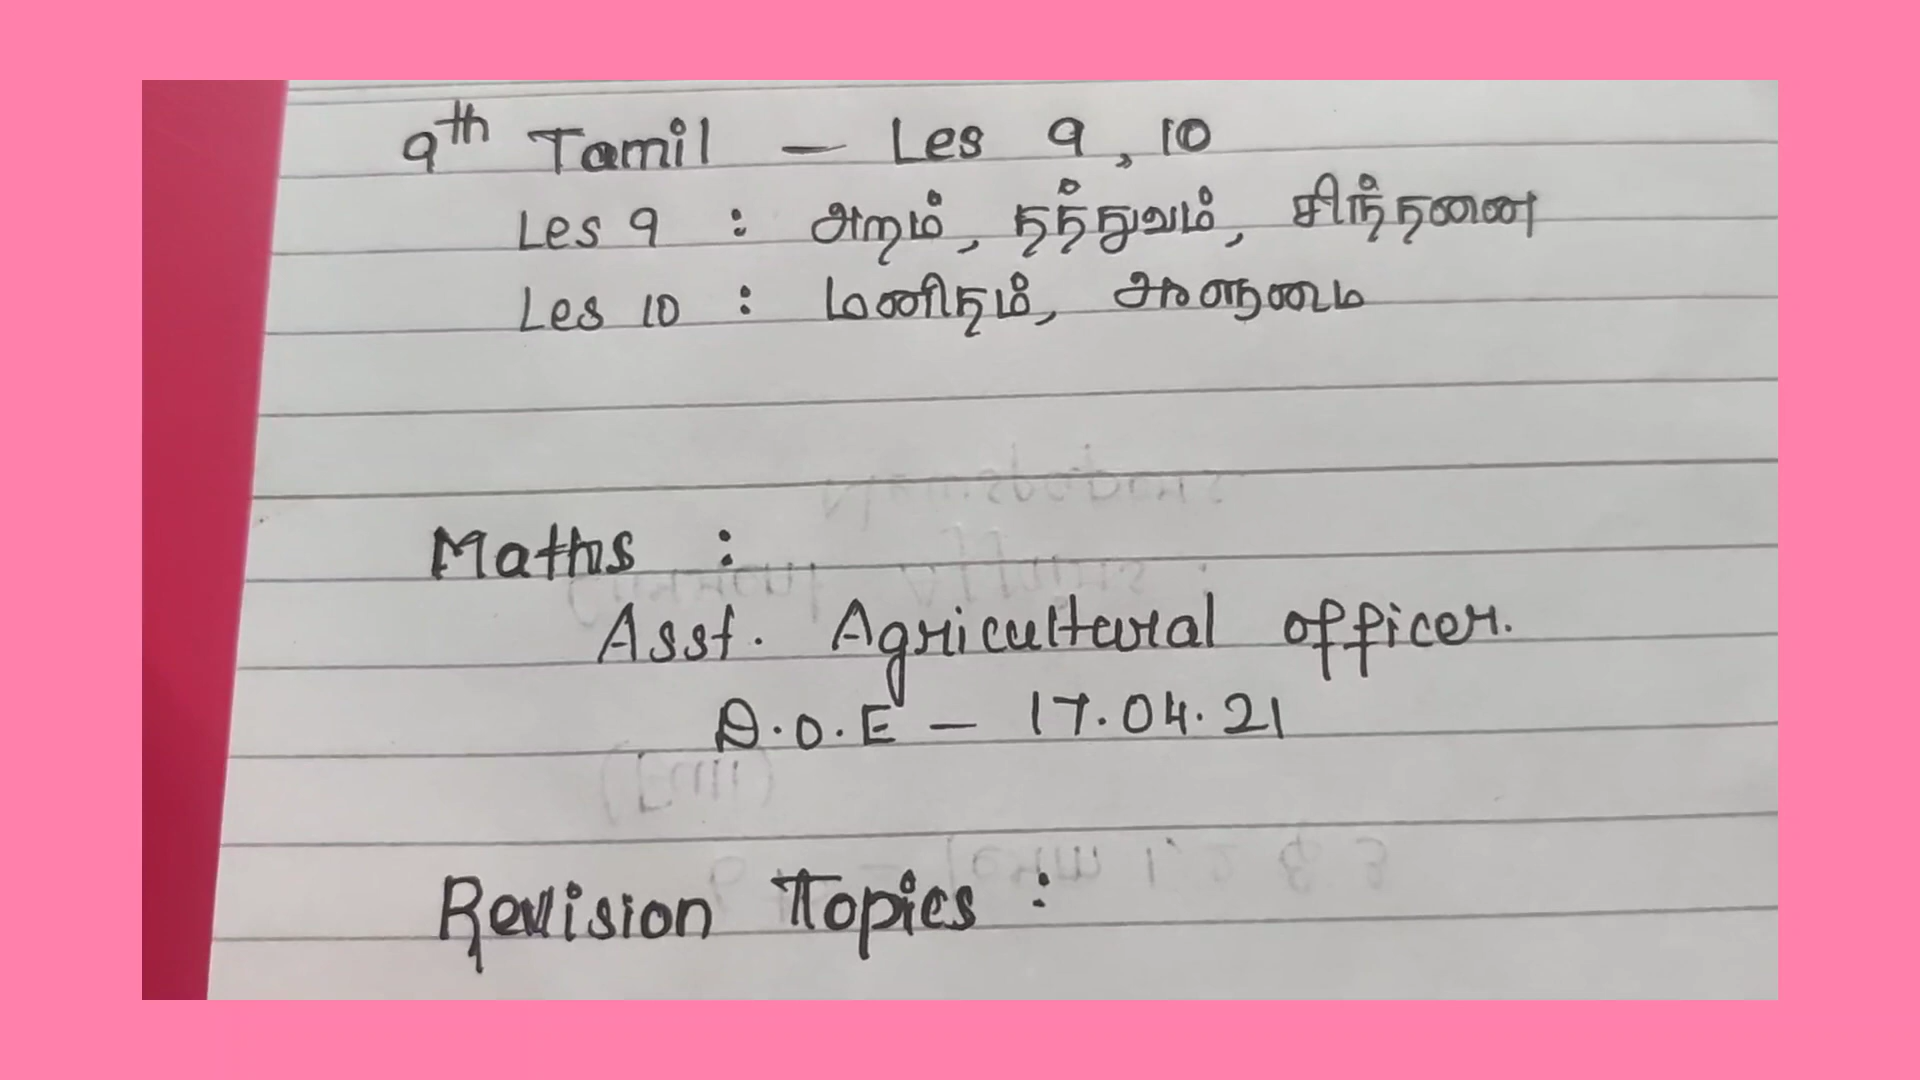 9th Tamil – Les 9, 10
Les 9 : அறம், தத்துவம், சிந்தனை
Les 10 : மனிதம், ஆளுமை
Maths :
Asst. Agricultural officer.
D.O.E – 17.04.21
Revision Topics :